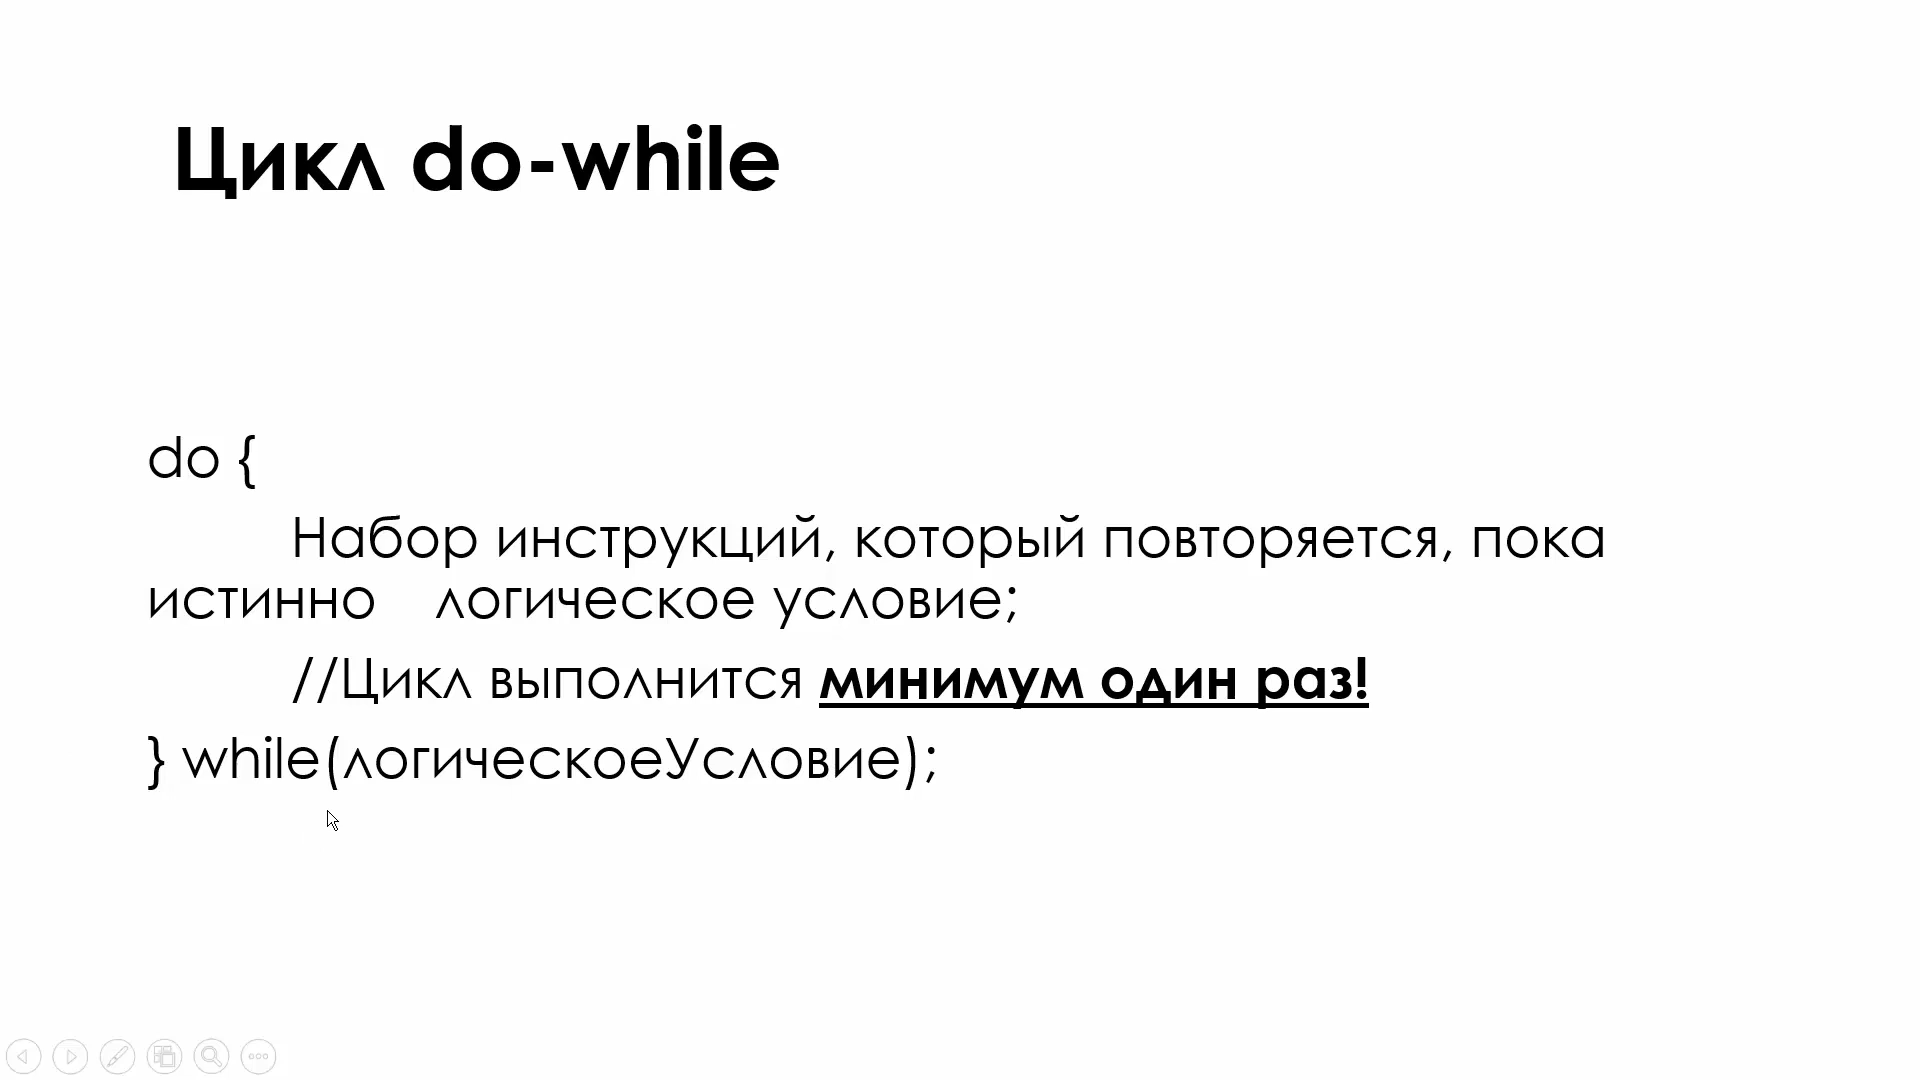 Цикл do-while
do {
Набор инструкций, который повторяется, пока
истинно логическое условие;
//Цикл выполнится минимум один раз!
} while(логическоеУсловие);